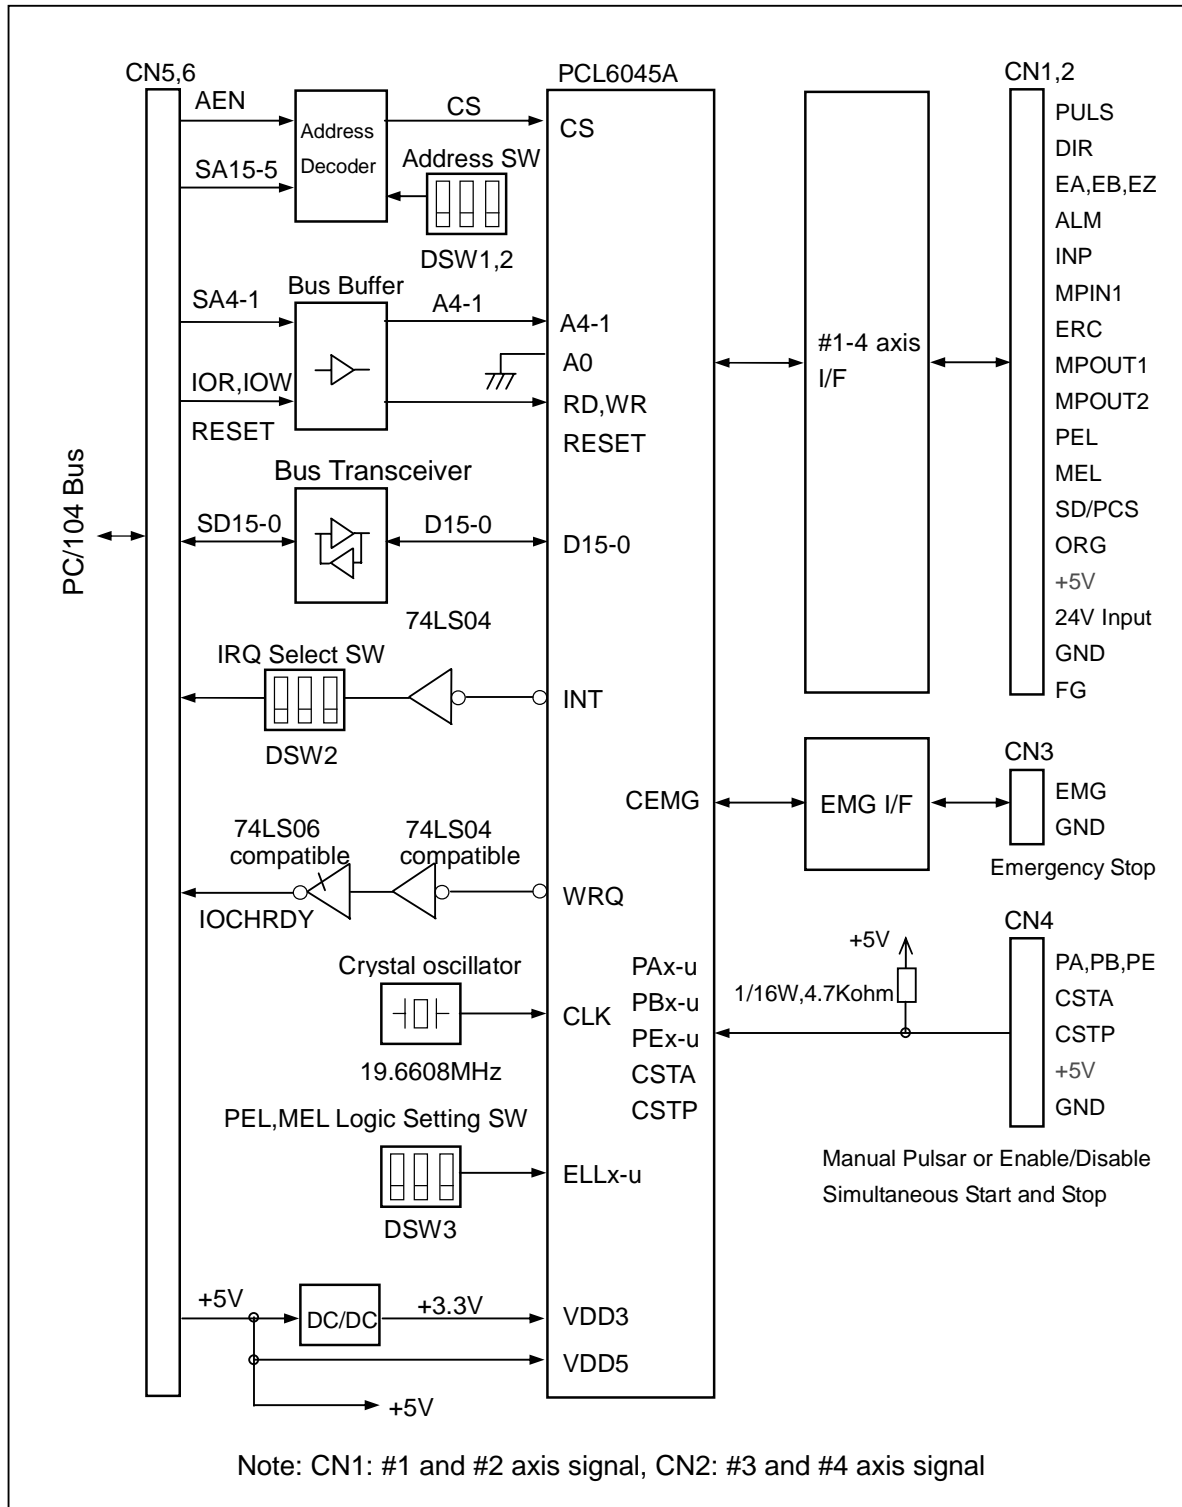 CN5,6
PCL6045A
CN1,2
AEN
CS
CS
Address
Decoder
SA15-5
Address SW
DSW1,2
Bus Buffer
SA4-1
A4-1
A4-1
A0
IOR,IOW
RD,WR
RESET
RESET
Bus Transceiver
PC/104 Bus
SD15-0
D15-0
D15-0
74LS04
IRQ Select SW
INT
DSW2
74LS06
compatible
74LS04
compatible
IOCHRDY
WRQ
Crystal oscillator
CLK
19.6608MHz
PEL,MEL Logic Setting SW
ELLx-u
DSW3
+5V
DC/DC
+3.3V
VDD3
VDD5
+5V
#1-4 axis
I/F
PULS
DIR
EA,EB,EZ
ALM
INP
MPIN1
ERC
MPOUT1
MPOUT2
PEL
MEL
SD/PCS
ORG
+5V
24V Input
GND
FG
CN3
CEMG
EMG I/F
EMG
GND
Emergency Stop
CN4
+5V
1/16W,4.7Kohm
PAx-u
PBx-u
PEx-u
CSTA
CSTP
PA,PB,PE
CSTA
CSTP
+5V
GND
Manual Pulsar or Enable/Disable
Simultaneous Start and Stop
Note: CN1: #1 and #2 axis signal, CN2: #3 and #4 axis signal